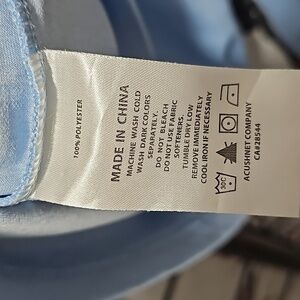 100% POLYESTER
MADE IN CHINA
MACHINE WASH COLD
WASH DARK COLORS
SEPARATELY.
DO NOT BLEACH
DO NOT USE FABRIC
SOFTENERS.
TUMBLE DRY LOW
REMOVE IMMEDIATELY
COOL IRON IF NECESSARY
30C
ACUSHNET COMPANY
CA#28544